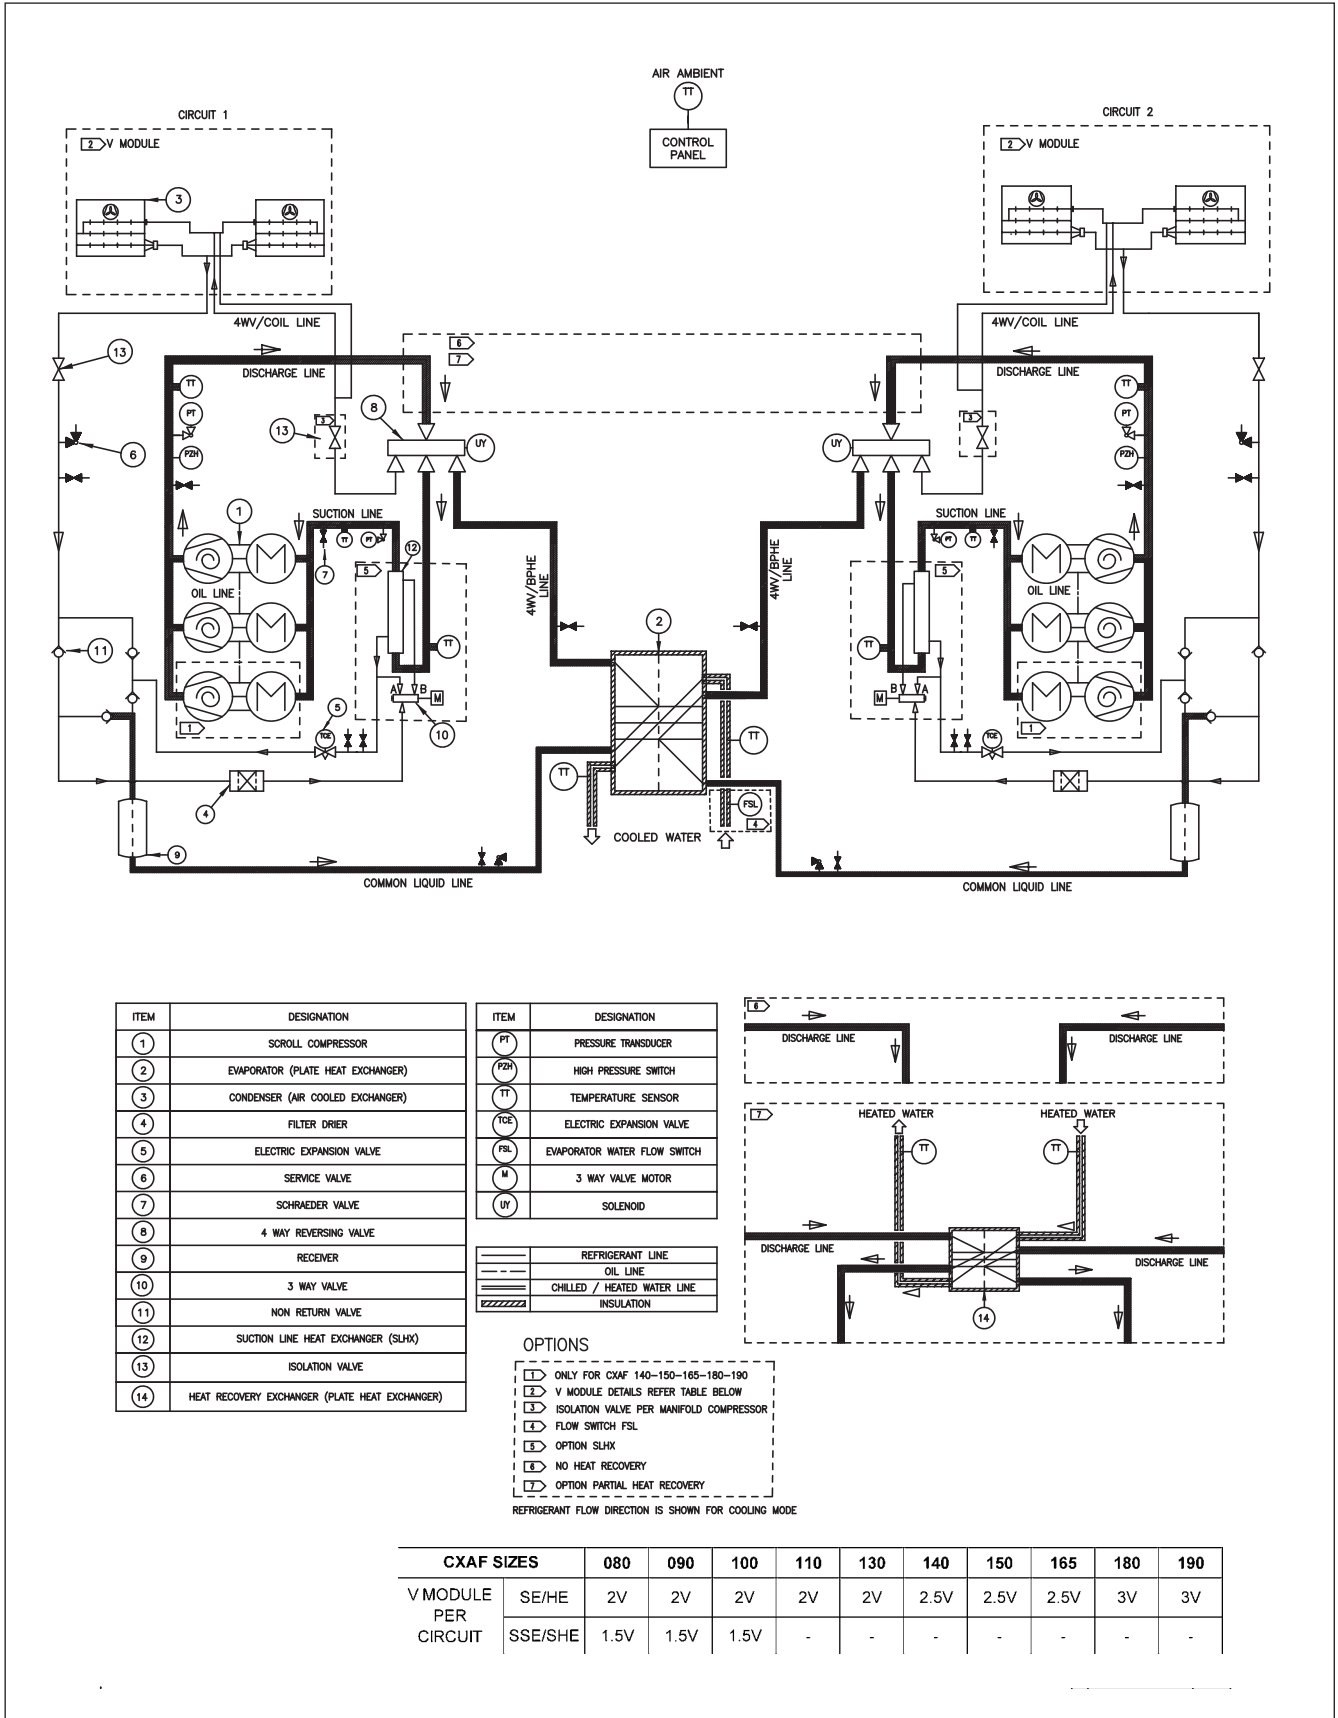 AIR AMBIENT
TT
CONTROL
PANEL
CIRCUIT 1
2 V MODULE
3
4WV/COIL LINE
13
DISCHARGE LINE
TT
PT
PZH
6
8
13
3
UY
1
SUCTION LINE
TT
PT
7
12
5
OIL LINE
11
TT
A
B
M
10
1
5
TCE
4
9
COMMON LIQUID LINE
6
7
4WV/BPHE
LINE
2
TT
TT
FSL
4
COOLED WATER
CIRCUIT 2
2 V MODULE
4WV/COIL LINE
DISCHARGE LINE
TT
PT
PZH
3
UY
SUCTION LINE
PT
TT
5
OIL LINE
4WV/BPHE
LINE
TT
B
A
M
1
TCE
COMMON LIQUID LINE
ITEM DESIGNATION
1 SCROLL COMPRESSOR
2 EVAPORATOR (PLATE HEAT EXCHANGER)
3 CONDENSER (AIR COOLED EXCHANGER)
4 FILTER DRIER
5 ELECTRIC EXPANSION VALVE
6 SERVICE VALVE
7 SCHRAEDER VALVE
8 4 WAY REVERSING VALVE
9 RECEIVER
10 3 WAY VALVE
11 NON RETURN VALVE
12 SUCTION LINE HEAT EXCHANGER (SLHX)
13 ISOLATION VALVE
14 HEAT RECOVERY EXCHANGER (PLATE HEAT EXCHANGER)
ITEM DESIGNATION
PT PRESSURE TRANSDUCER
PZH HIGH PRESSURE SWITCH
TT TEMPERATURE SENSOR
TCE ELECTRIC EXPANSION VALVE
FSL EVAPORATOR WATER FLOW SWITCH
M 3 WAY VALVE MOTOR
UY SOLENOID
REFRIGERANT LINE
OIL LINE
CHILLED / HEATED WATER LINE
INSULATION
6
DISCHARGE LINE
DISCHARGE LINE
7
HEATED WATER
HEATED WATER
TT
TT
DISCHARGE LINE
DISCHARGE LINE
14
OPTIONS
1 ONLY FOR CXAF 140-150-165-180-190
2 V MODULE DETAILS REFER TABLE BELOW
3 ISOLATION VALVE PER MANIFOLD COMPRESSOR
4 FLOW SWITCH FSL
5 OPTION SLHX
6 NO HEAT RECOVERY
7 OPTION PARTIAL HEAT RECOVERY
REFRIGERANT FLOW DIRECTION IS SHOWN FOR COOLING MODE
CXAF SIZES 080 090 100 110 130 140 150 165 180 190
V MODULE PER CIRCUIT
SE/HE 2V 2V 2V 2V 2V 2.5V 2.5V 2.5V 3V 3V
SSE/SHE 1.5V 1.5V 1.5V - - - - - - -